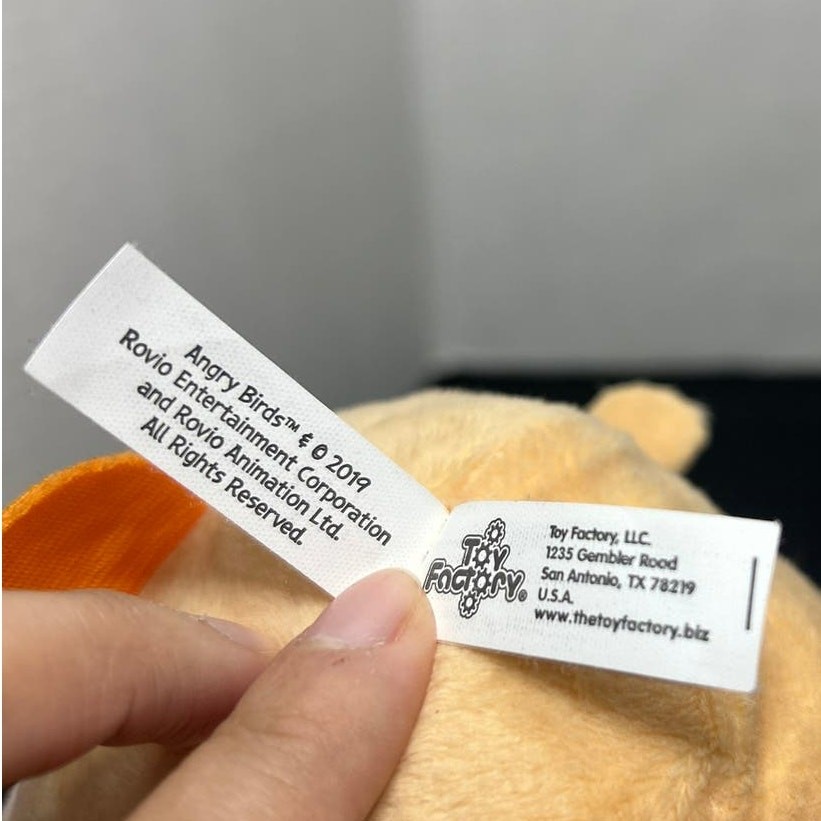 Angry Birds™ & © 2019
Rovio Entertainment Corporation
and Rovio Animation Ltd.
All Rights Reserved.
Toy
Factory®
Toy Factory, LLC.
1235 Gembler Road
San Antonio, TX 78219
U.S.A.
www.thetoyfactory.biz